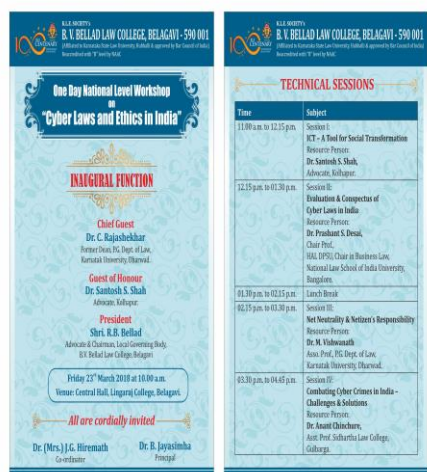 K.L.E. SOCIETY'S
B. V. BELLAD LAW COLLEGE, BELAGAVI - 590 001
(Affiliated to Karnataka State Law University, Hubballi & approved by Bar Council of India)
Reaccredited with "B" level by NAAC
CENTENARY
One Day National Level Workshop
on
"Cyber Laws and Ethics in India"
INAUGURAL FUNCTION
Chief Guest
Dr. C. Rajashekhar
Former Dean, P.G. Dept. of Law,
Karnatak University, Dharwad.
Guest of Honour
Dr. Santosh S. Shah
Advocate, Kolhapur.
President
Shri. R.B. Bellad
Advocate & Chairman, Local Governing Body,
B.V. Bellad Law College, Belagavi
Friday 23rd March 2018 at 10.00 a.m.
Venue: Central Hall, Lingaraj College, Belagavi.
All are cordially invited
Dr. (Mrs.) J.G. Hiremath
Co-ordinator
Dr. B. Jayasimha
Principal
K.L.E. SOCIETY'S
B. V. BELLAD LAW COLLEGE, BELAGAVI - 590 001
(Affiliated to Karnataka State Law University, Hubballi & approved by Bar Council of India)
Reaccredited with "B" level by NAAC
CENTENARY
TECHNICAL SESSIONS
Time Subject
11.00 a.m. to 12.15 p.m. Session I:
ICT – A Tool for Social Transformation
Resource Person:
Dr. Santosh S. Shah,
Advocate, Kolhapur.
12.15 p.m. to 01.30 p.m. Session II:
Evaluation & Conspectus of
Cyber Laws in India
Resource Person:
Dr. Prashant S. Desai,
Chair Prof.,
HAL DPSU, Chair in Business Law,
National Law School of India University,
Bangalore.
01.30 p.m. to 02.15 p.m. Lunch Break
02.15 p.m. to 03.30 p.m. Session III:
Net Neutrality & Netizen's Responsibility
Resource Person:
Dr. M. Vishwanath
Asso. Prof., P.G. Dept. of Law,
Karnatak University, Dharwad.
03.30 p.m. to 04.45 p.m. Session IV:
Combating Cyber Crimes in India –
Challenges & Solutions
Resource Person:
Dr. Anant Chinchure,
Asst. Prof. Sidhartha Law College,
Gulbarga.